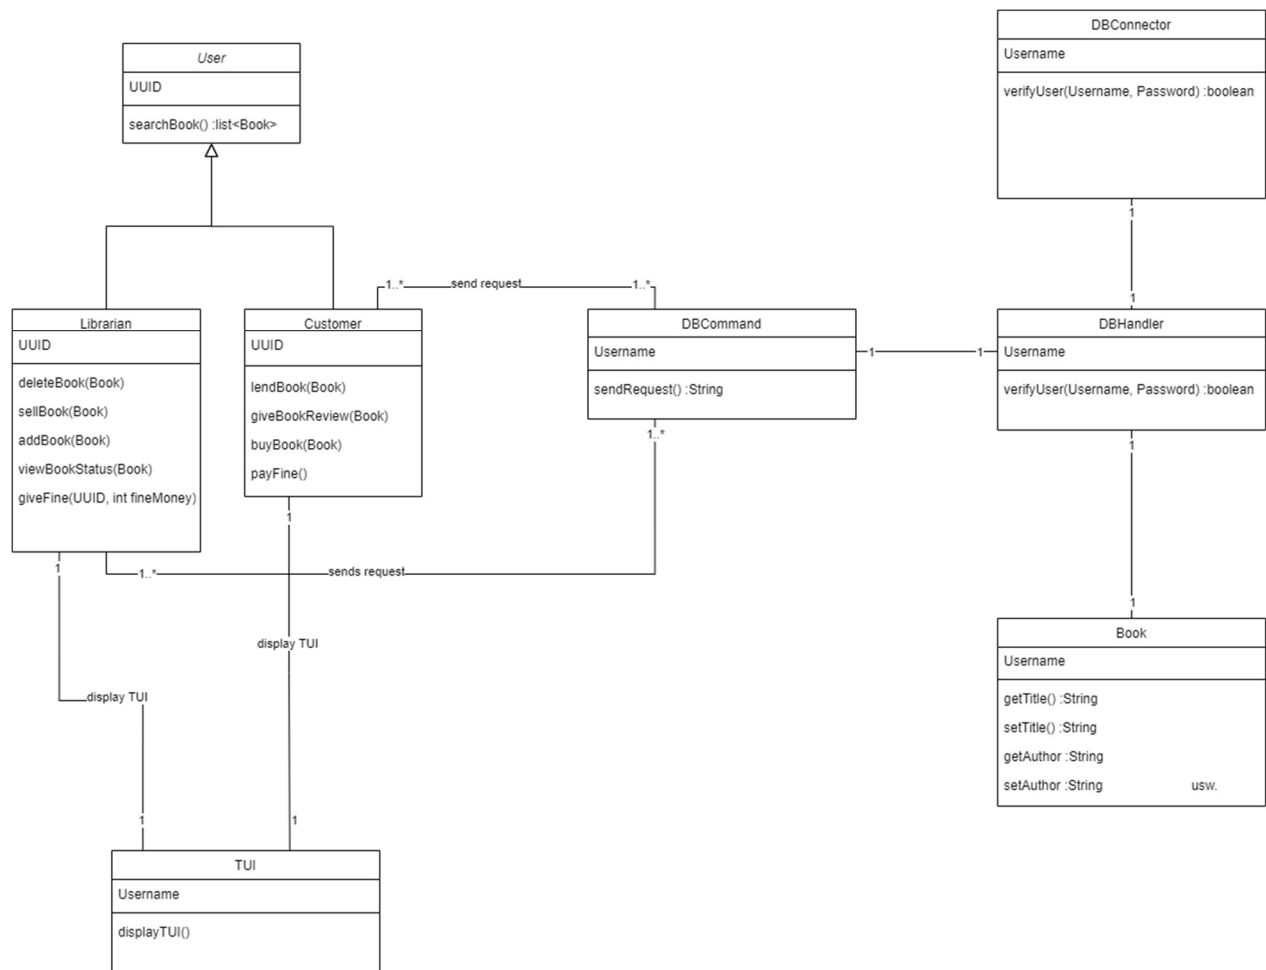 User
UUID
searchBook() :list<Book>
DBConnector
Username
verifyUser(Username, Password) :boolean
1
1
1..*
send request
1..*
Librarian
UUID
deleteBook(Book)
sellBook(Book)
addBook(Book)
viewBookStatus(Book)
giveFine(UUID, int fineMoney)
Customer
UUID
lendBook(Book)
giveBookReview(Book)
buyBook(Book)
payFine()
DBCommand
Username
sendRequest() :String
1
1
DBHandler
Username
verifyUser(Username, Password) :boolean
1..*
1
1
1
1..*
sends request
1
display TUI
display TUI
Book
Username
getTitle() :String
setTitle() :String
getAuthor :String
setAuthor :String
usw.
1
1
TUI
Username
displayTUI()